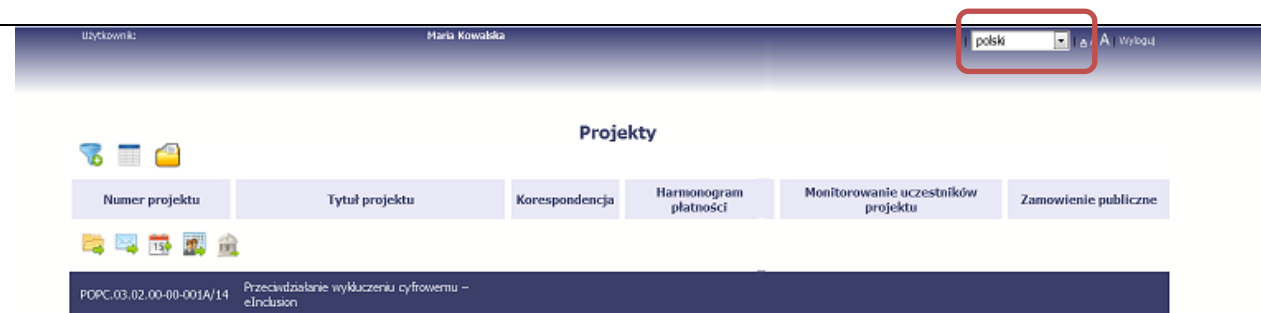 Użytkownik: Maria Kowalska | polski | A A | Wyloguj
Projekty
Numer projektu Tytuł projektu Korespondencja Harmonogram płatności Monitorowanie uczestników projektu Zamowienie publiczne
15
POPC.03.02.00-00-001A/14 Przeciwdziałanie wykluczeniu cyfrowemu –
eInclusion